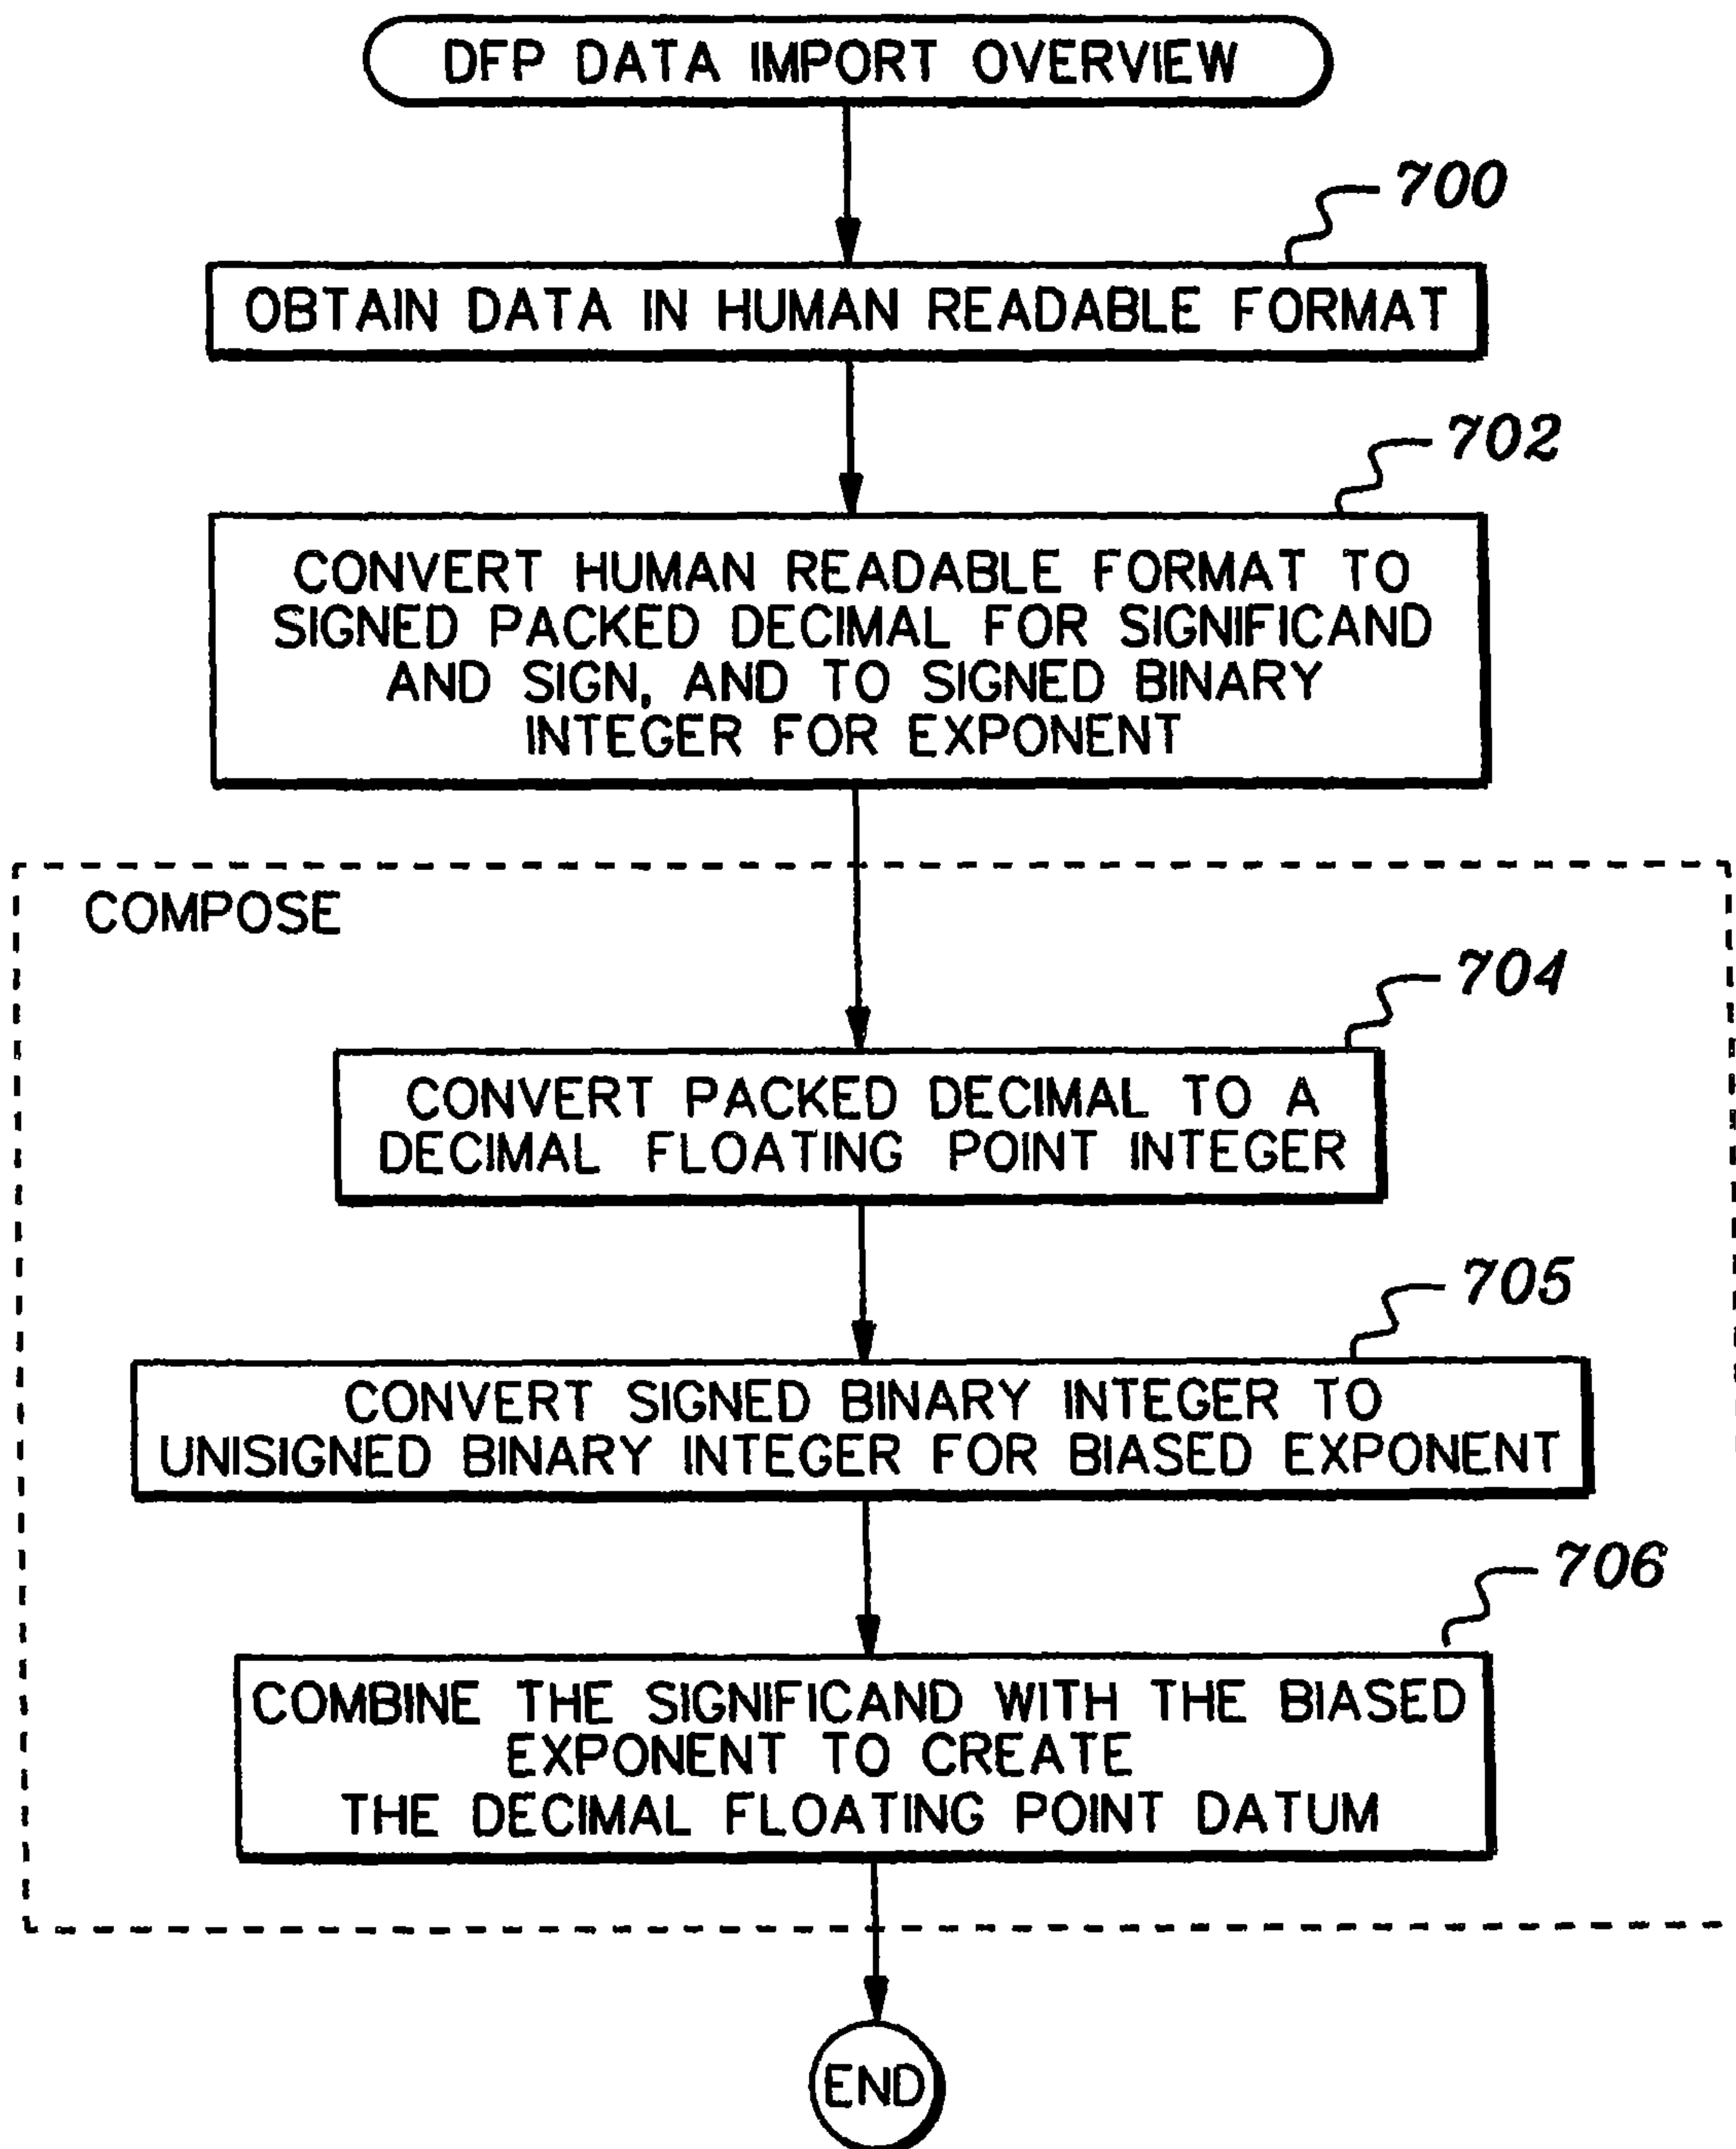 DFP DATA IMPORT OVERVIEW
700
OBTAIN DATA IN HUMAN READABLE FORMAT
702
CONVERT HUMAN READABLE FORMAT TO
SIGNED PACKED DECIMAL FOR SIGNIFICAND
AND SIGN, AND TO SIGNED BINARY
INTEGER FOR EXPONENT
COMPOSE
704
CONVERT PACKED DECIMAL TO A
DECIMAL FLOATING POINT INTEGER
705
CONVERT SIGNED BINARY INTEGER TO
UNISIGNED BINARY INTEGER FOR BIASED EXPONENT
706
COMBINE THE SIGNIFICAND WITH THE BIASED
EXPONENT TO CREATE
THE DECIMAL FLOATING POINT DATUM
END